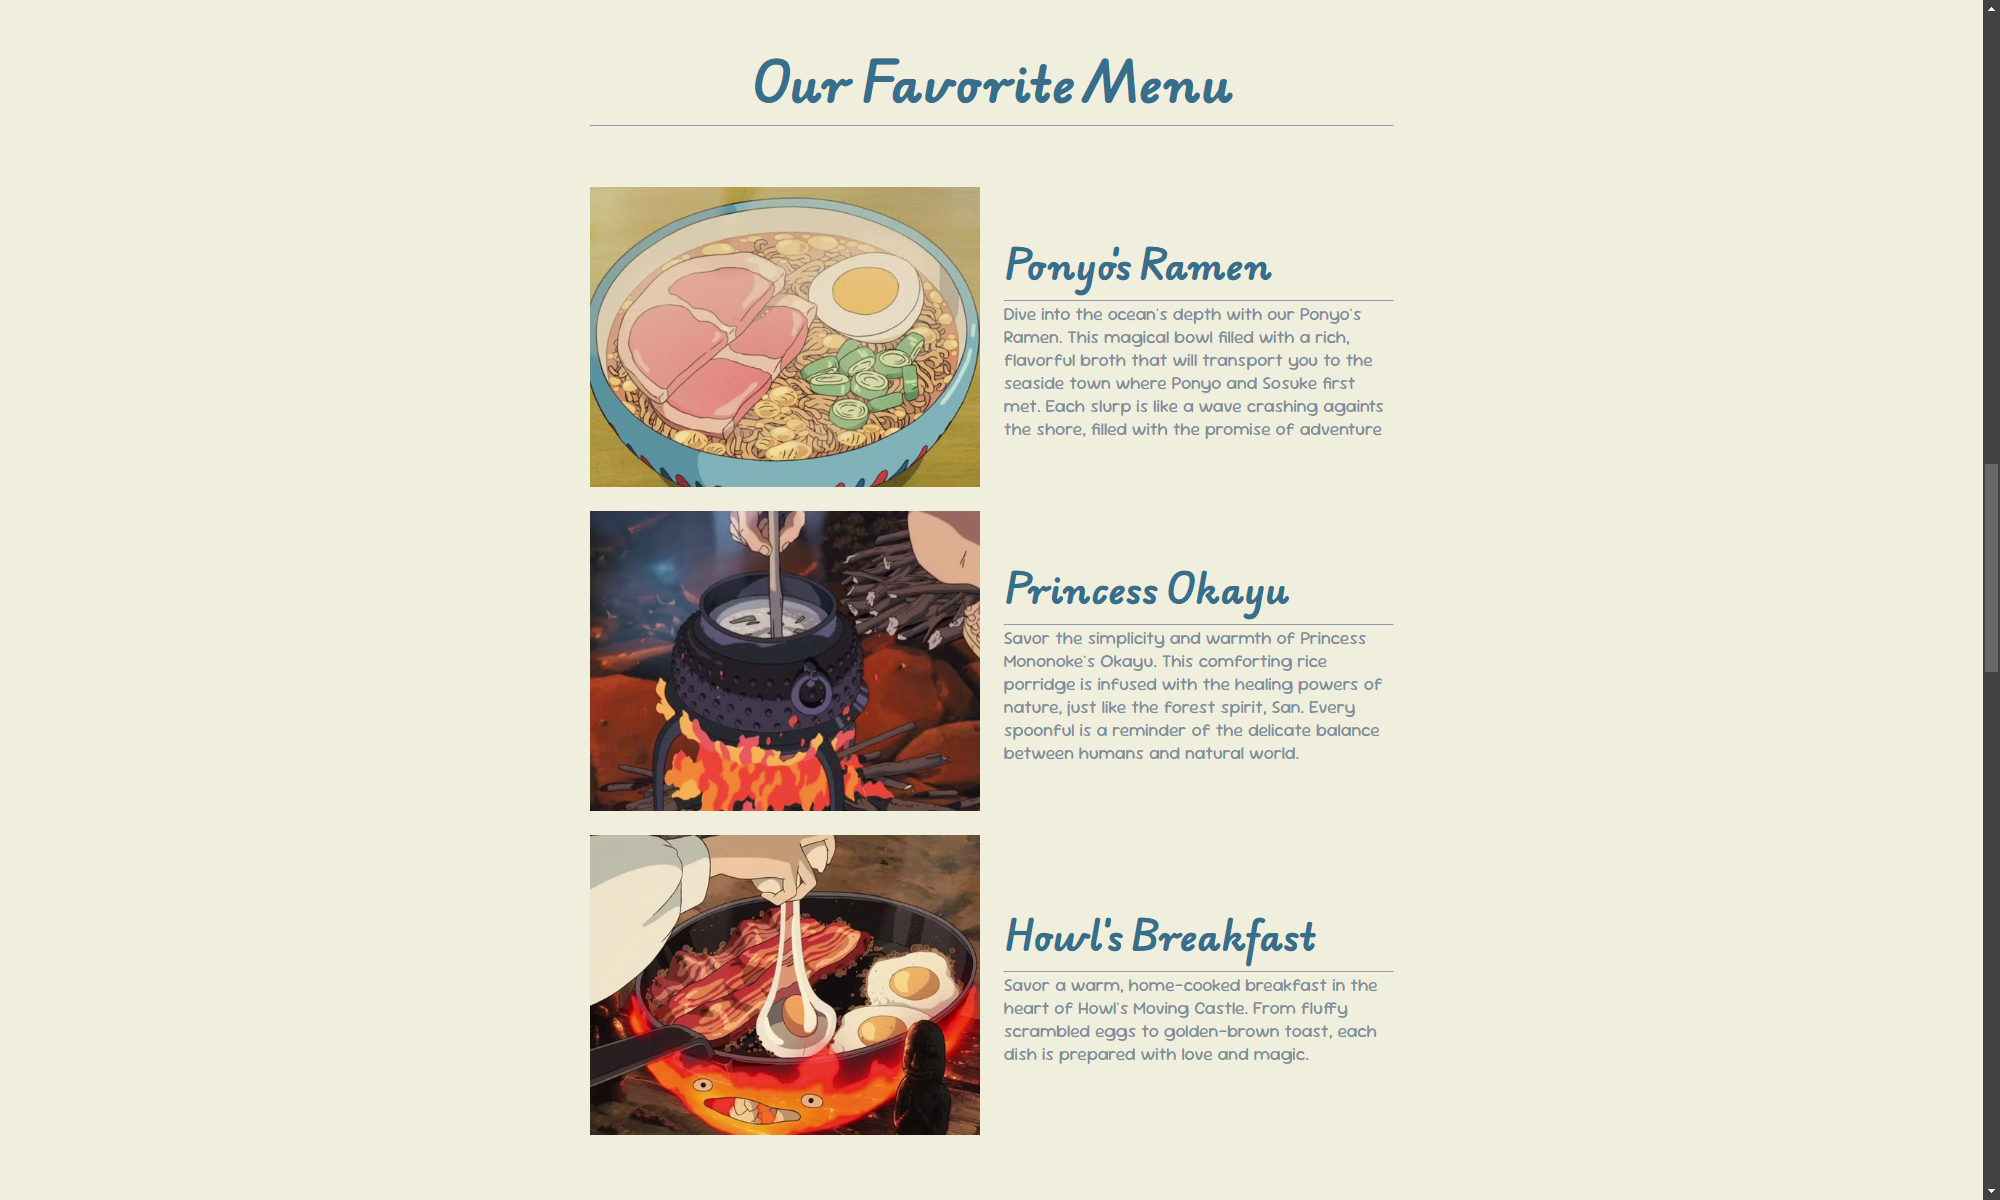 Our Favorite Menu
Ponyo's Ramen
Dive into the ocean's depth with our Ponyo's
Ramen. This magical bowl filled with a rich,
flavorful broth that will transport you to the
seaside town where Ponyo and Sosuke first
met. Each slurp is like a wave crashing againts
the shore, filled with the promise of adventure
Princess Okayu
Savor the simplicity and warmth of Princess
Mononoke's Okayu. This comforting rice
porridge is infused with the healing powers of
nature, just like the forest spirit, San. Every
spoonful is a reminder of the delicate balance
between humans and natural world.
Howl's Breakfast
Savor a warm, home-cooked breakfast in the
heart of Howl's Moving Castle. From fluffy
scrambled eggs to golden-brown toast, each
dish is prepared with love and magic.